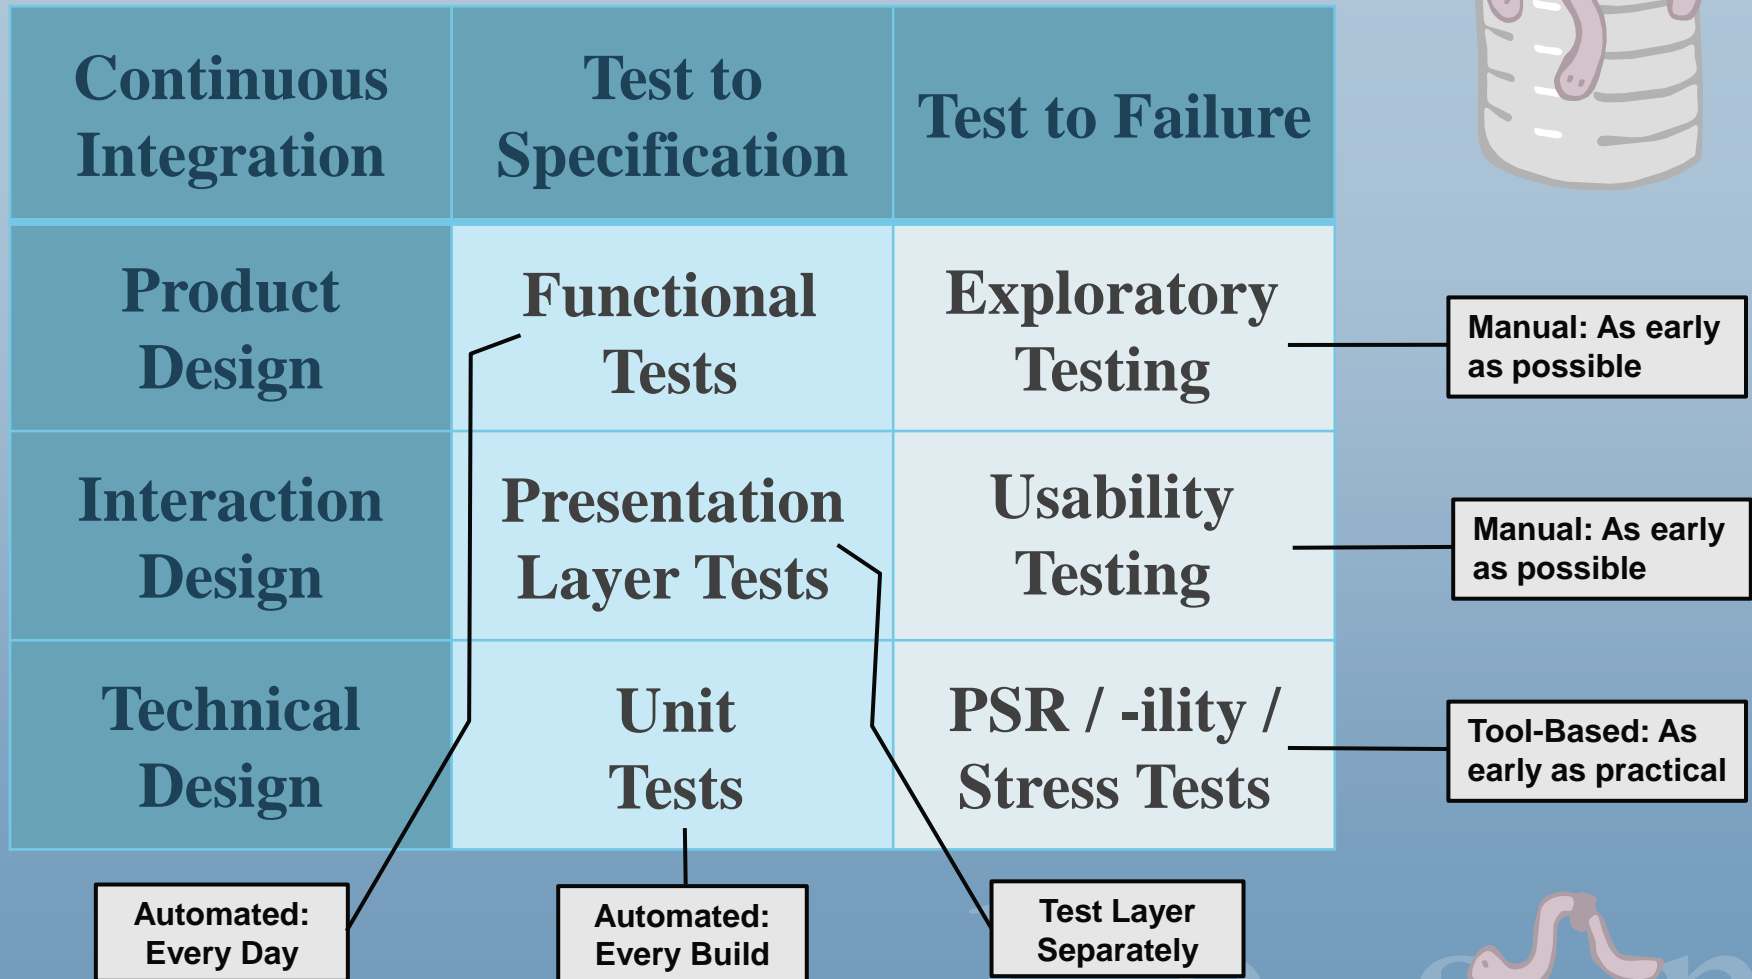 Continuous
Integration
Test to
Specification
Test to Failure
Product
Design
Functional
Tests
Exploratory
Testing
Manual: As early
as possible
Interaction
Design
Presentation
Layer Tests
Usability
Testing
Manual: As early
as possible
Technical
Design
Unit
Tests
PSR / -ility /
Stress Tests
Tool-Based: As
early as practical
Automated:
Every Day
Automated:
Every Build
Test Layer
Separately